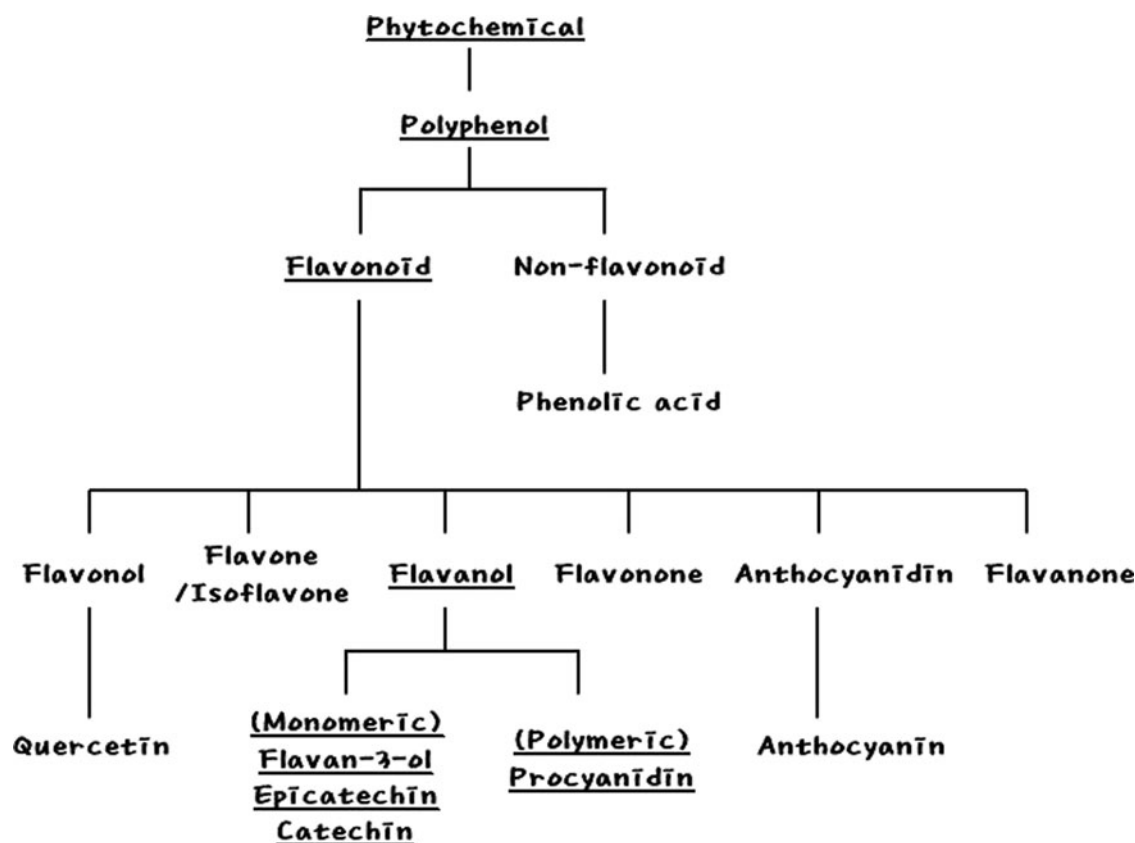 Phytochemical
Polyphenol
Flavonoid
Non-flavonoid
Phenolic acid
Flavonol
Flavone
/Isoflavone
Flavanol
Flavonone
Anthocyanidin
Flavanone
Quercetin
(Monomeric)
Flavan-3-ol
Epicatechin
Catechin
(Polymeric)
Procyanidin
Anthocyanin